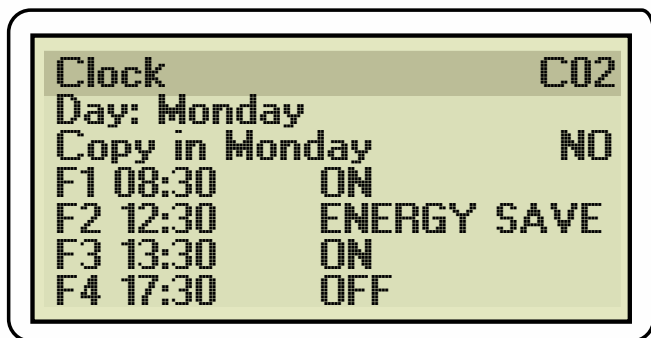 Clock C02
Day: Monday
Copy in Monday NO
F1 08:30 ON
F2 12:30 ENERGY SAVE
F3 13:30 ON
F4 17:30 OFF